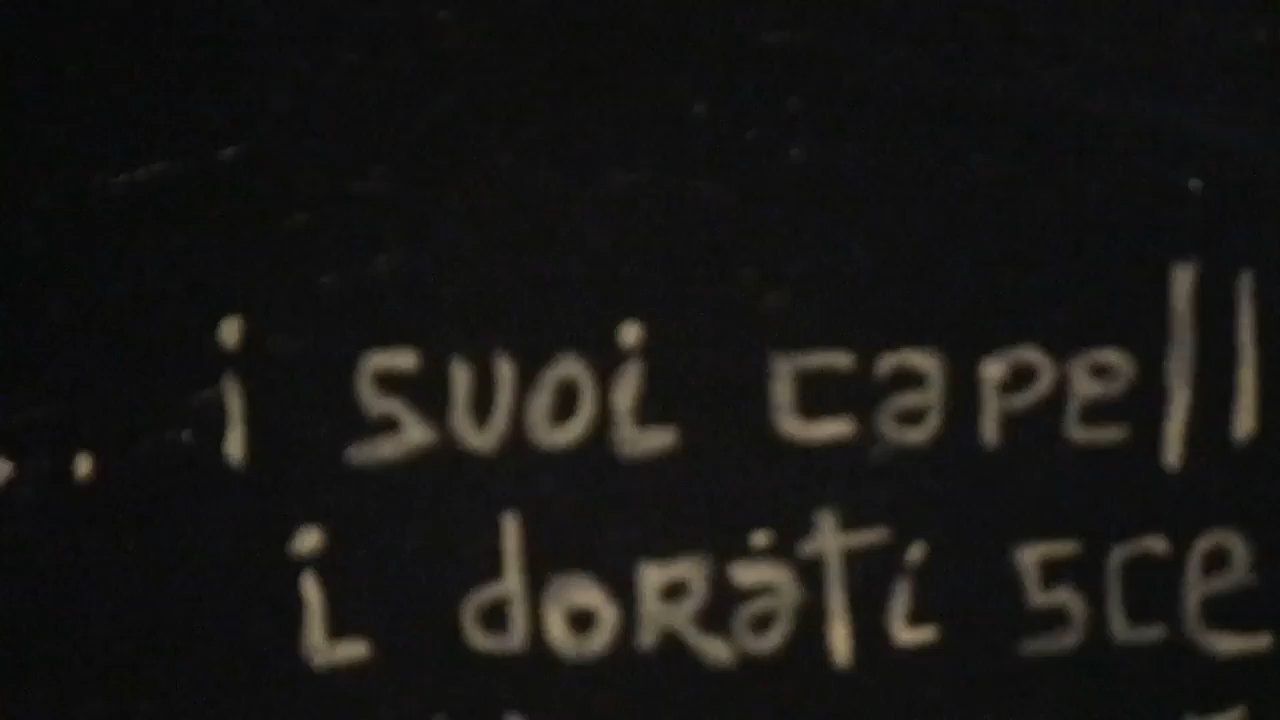 .. i suoi capell
i dorati sce